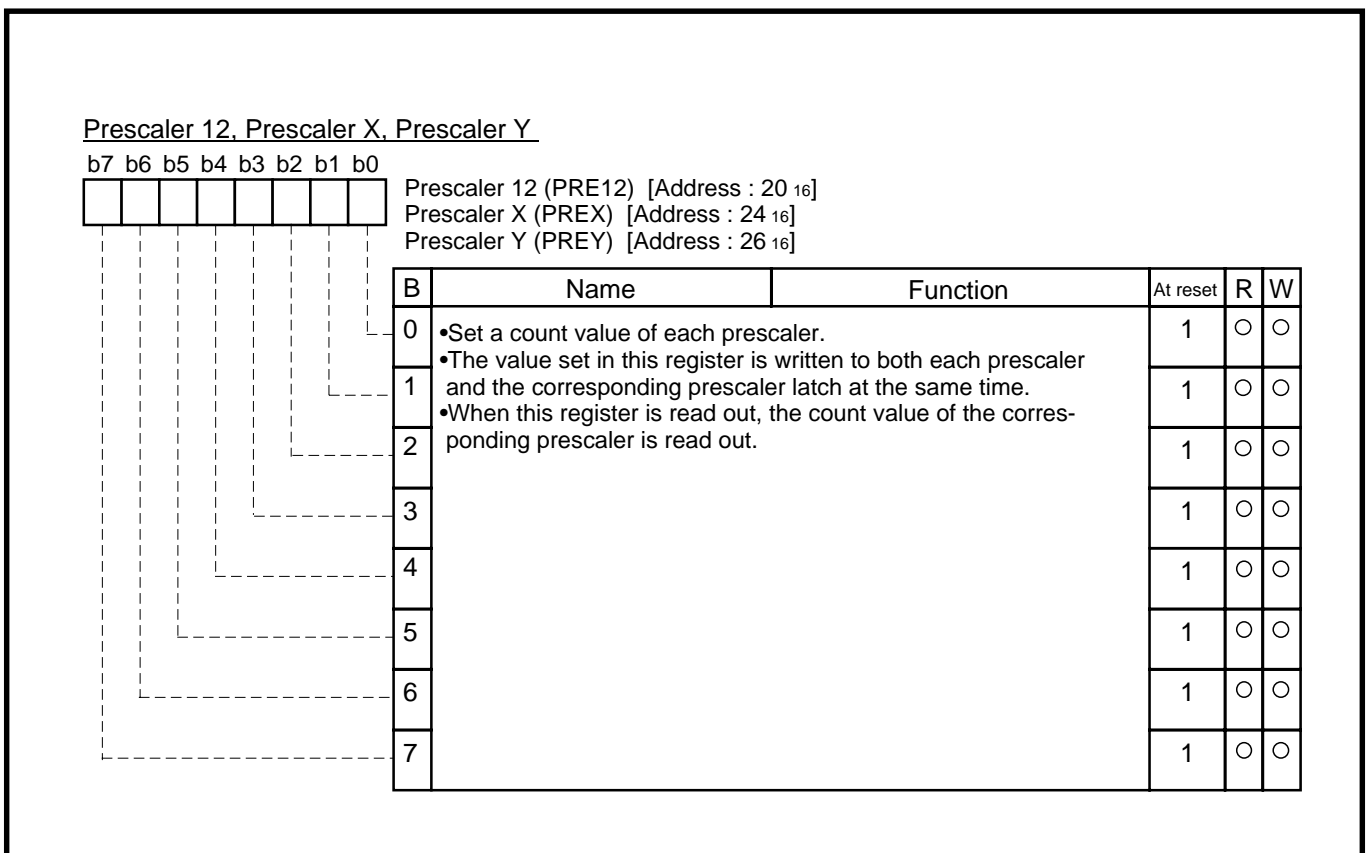 Prescaler 12, Prescaler X, Prescaler Y
b7 b6 b5 b4 b3 b2 b1 b0
Prescaler 12 (PRE12) [Address : 20 16]
Prescaler X (PREX) [Address : 24 16]
Prescaler Y (PREY) [Address : 26 16]
B Name Function At reset R W
0 1 ○ ○
•Set a count value of each prescaler.
•The value set in this register is written to both each prescaler
and the corresponding prescaler latch at the same time.
•When this register is read out, the count value of the corres-
ponding prescaler is read out.
1 1 ○ ○
2 1 ○ ○
3 1 ○ ○
4 1 ○ ○
5 1 ○ ○
6 1 ○ ○
7 1 ○ ○